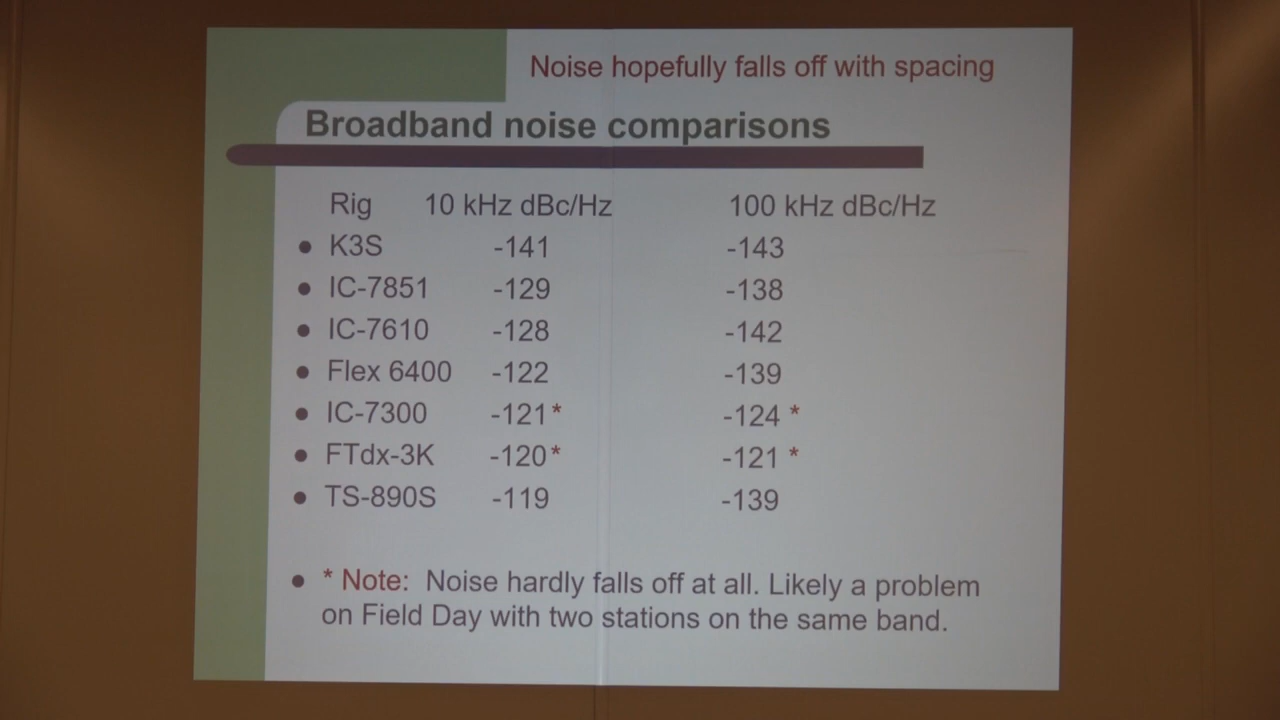 Noise hopefully falls off with spacing
Broadband noise comparisons
Rig 10 kHz dBc/Hz 100 kHz dBc/Hz
• K3S -141 -143
• IC-7851 -129 -138
• IC-7610 -128 -142
• Flex 6400 -122 -139
• IC-7300 -121* -124 *
• FTdx-3K -120* -121 *
• TS-890S -119 -139
• * Note: Noise hardly falls off at all. Likely a problem
on Field Day with two stations on the same band.